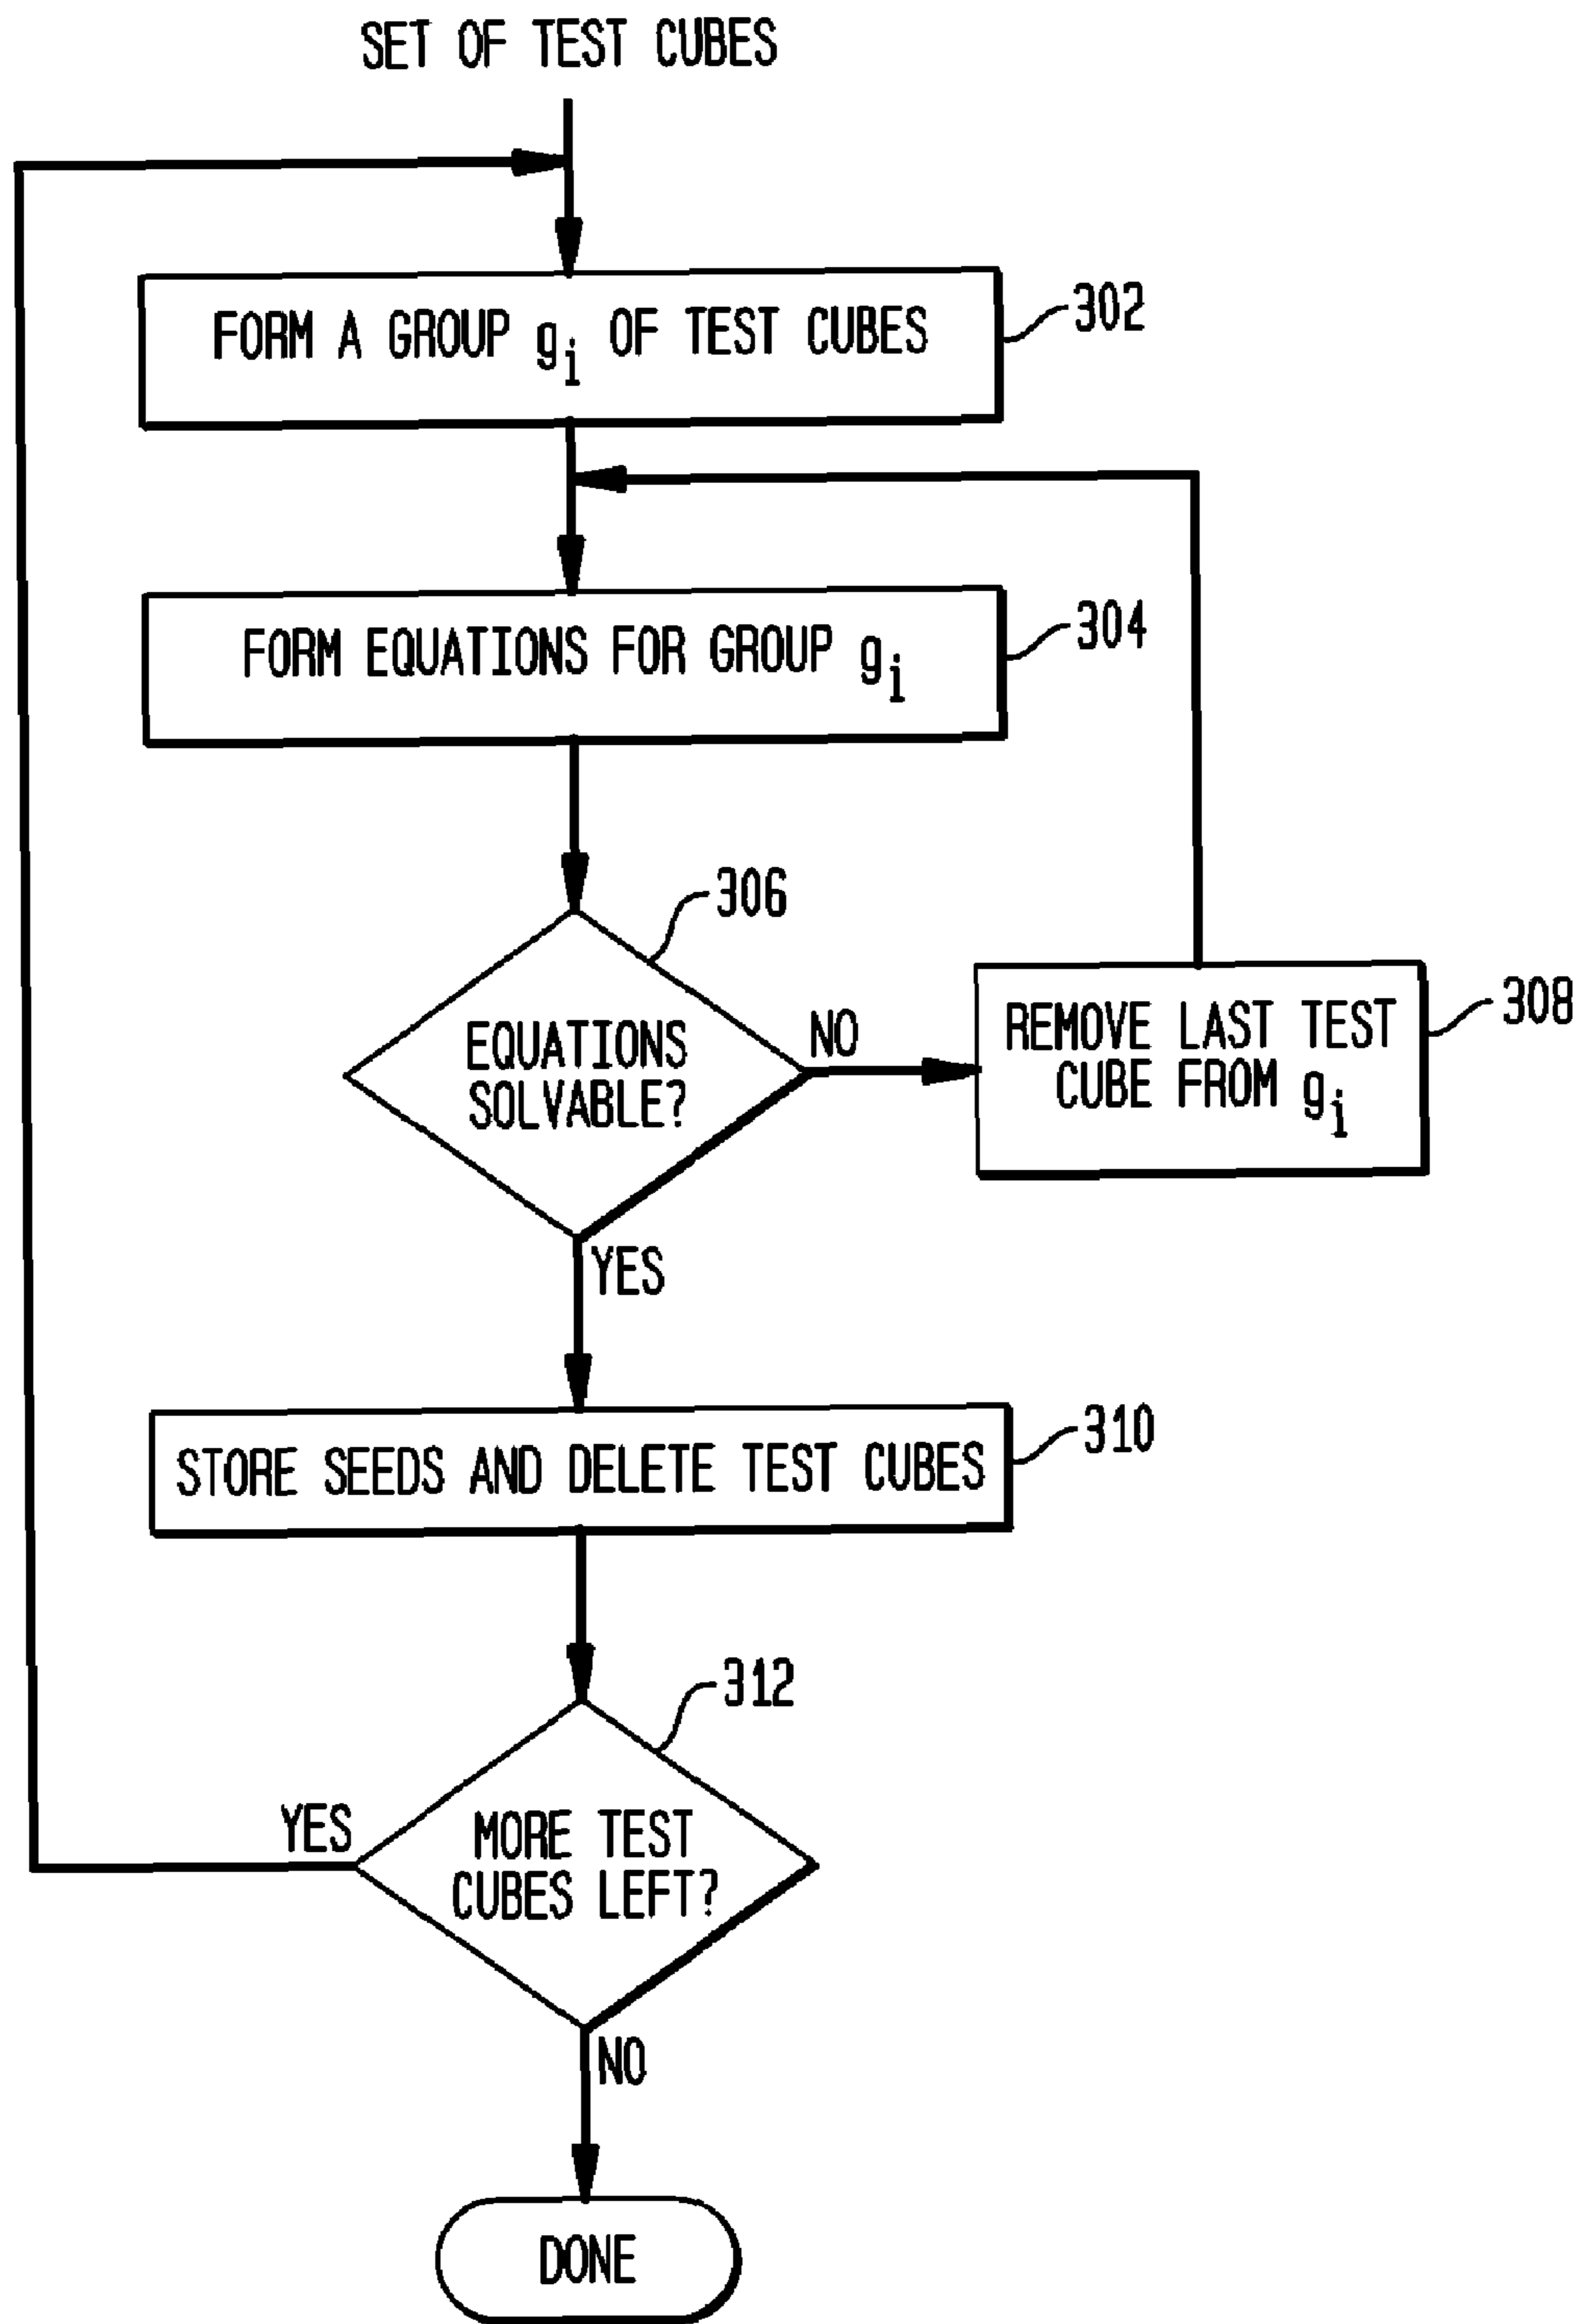 SET OF TEST CUBES
FORM A GROUP gi OF TEST CUBES
302
FORM EQUATIONS FOR GROUP gi
304
306
EQUATIONS
SOLVABLE?
NO
REMOVE LAST TEST
CUBE FROM gi
308
YES
STORE SEEDS AND DELETE TEST CUBES
310
312
YES
MORE TEST
CUBES LEFT?
NO
DONE